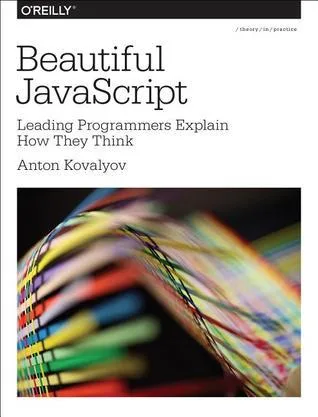 O'REILLY®
/ theory / in / practice
Beautiful
JavaScript
Leading Programmers Explain
How They Think
Anton Kovalyov